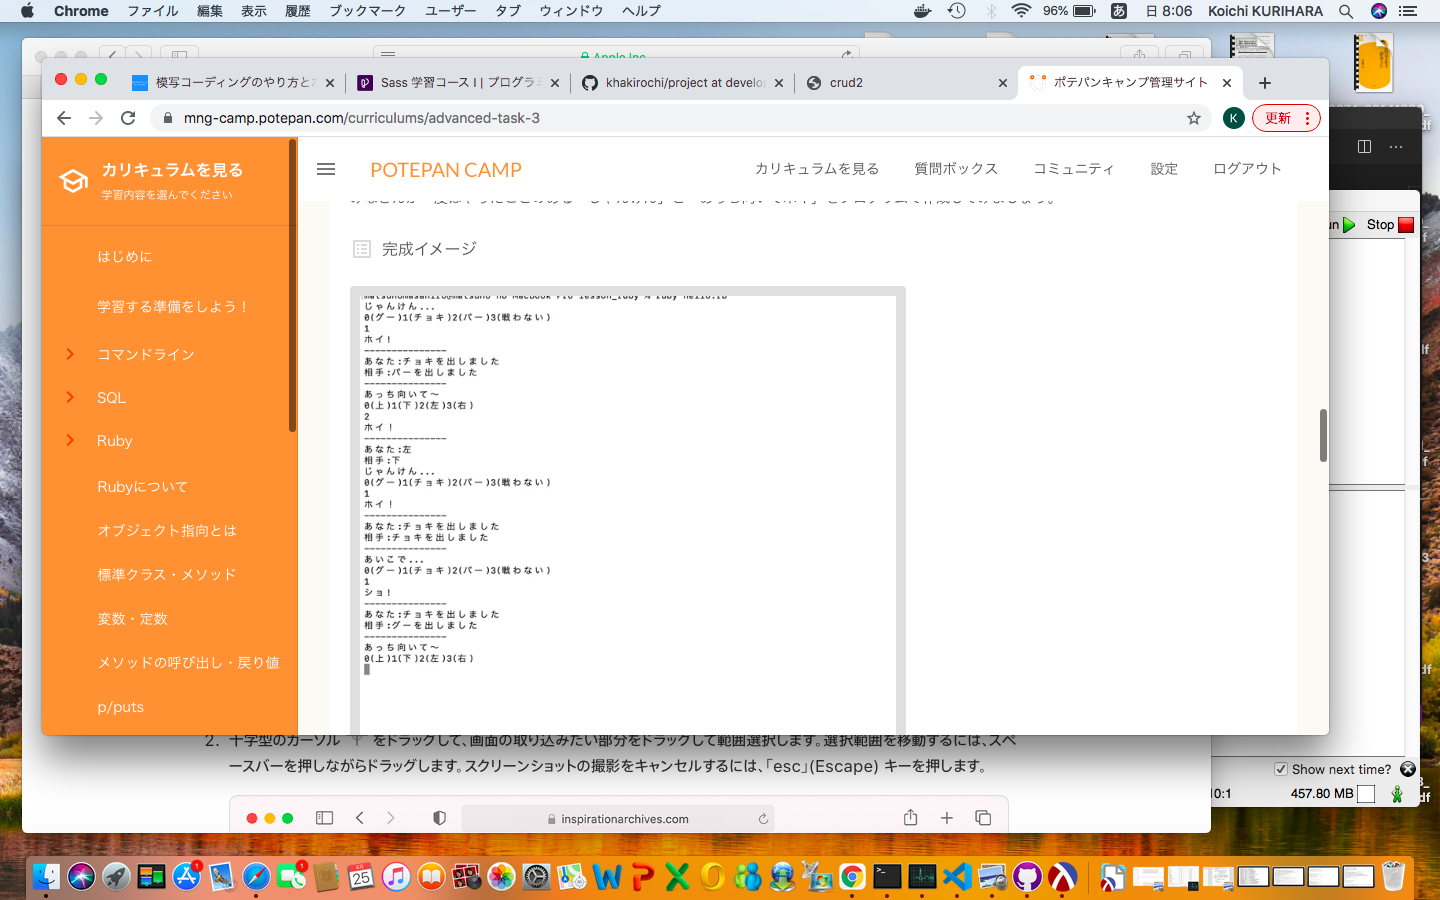 Chrome ファイル 編集 表示 履歴 ブックマーク ユーザー タブ ウィンドウ ヘルプ 96% あ 日 8:06 Koichi KURIHARA
Apple Inc.
模写コーディングのやり方と Sass 学習コース I | プログラ khakirochi/project at develo crud2 ポテパンキャンプ管理サイト
mng-camp.potepan.com/curriculums/advanced-task-3 K 更新
カリキュラムを見る
学習内容を選んでください
POTEPAN CAMP カリキュラムを見る 質問ボックス コミュニティ 設定 ログアウト
はじめに
学習する準備をしよう！
コマンドライン
SQL
Ruby
Rubyについて
オブジェクト指向とは
標準クラス・メソッド
変数・定数
メソッドの呼び出し・戻り値
p/puts
完成イメージ
じゃんけん...
0(グー)1(チョキ)2(パー)3(戦わない)
1
ホイ！
---------------
あなた:チョキを出しました
相手:パーを出しました
---------------
あっち向いて〜
0(上)1(下)2(左)3(右)
2
ホイ！
---------------
あなた:左
相手:下
じゃんけん...
0(グー)1(チョキ)2(パー)3(戦わない)
1
ホイ！
---------------
あなた:チョキを出しました
相手:チョキを出しました
---------------
あいこで...
0(グー)1(チョキ)2(パー)3(戦わない)
1
ショ！
---------------
あなた:チョキを出しました
相手:グーを出しました
---------------
あっち向いて〜
0(上)1(下)2(左)3(右)
Stop
2. 十字型のカーソル をドラッグして、画面の取り込みたい部分をドラッグして範囲選択します。選択範囲を移動するには、スペ
ースバーを押しながらドラッグします。スクリーンショットの撮影をキャンセルするには、「esc」(Escape) キーを押します。
inspirationarchives.com
Show next time?
10:1 457.80 MB
1
25
1